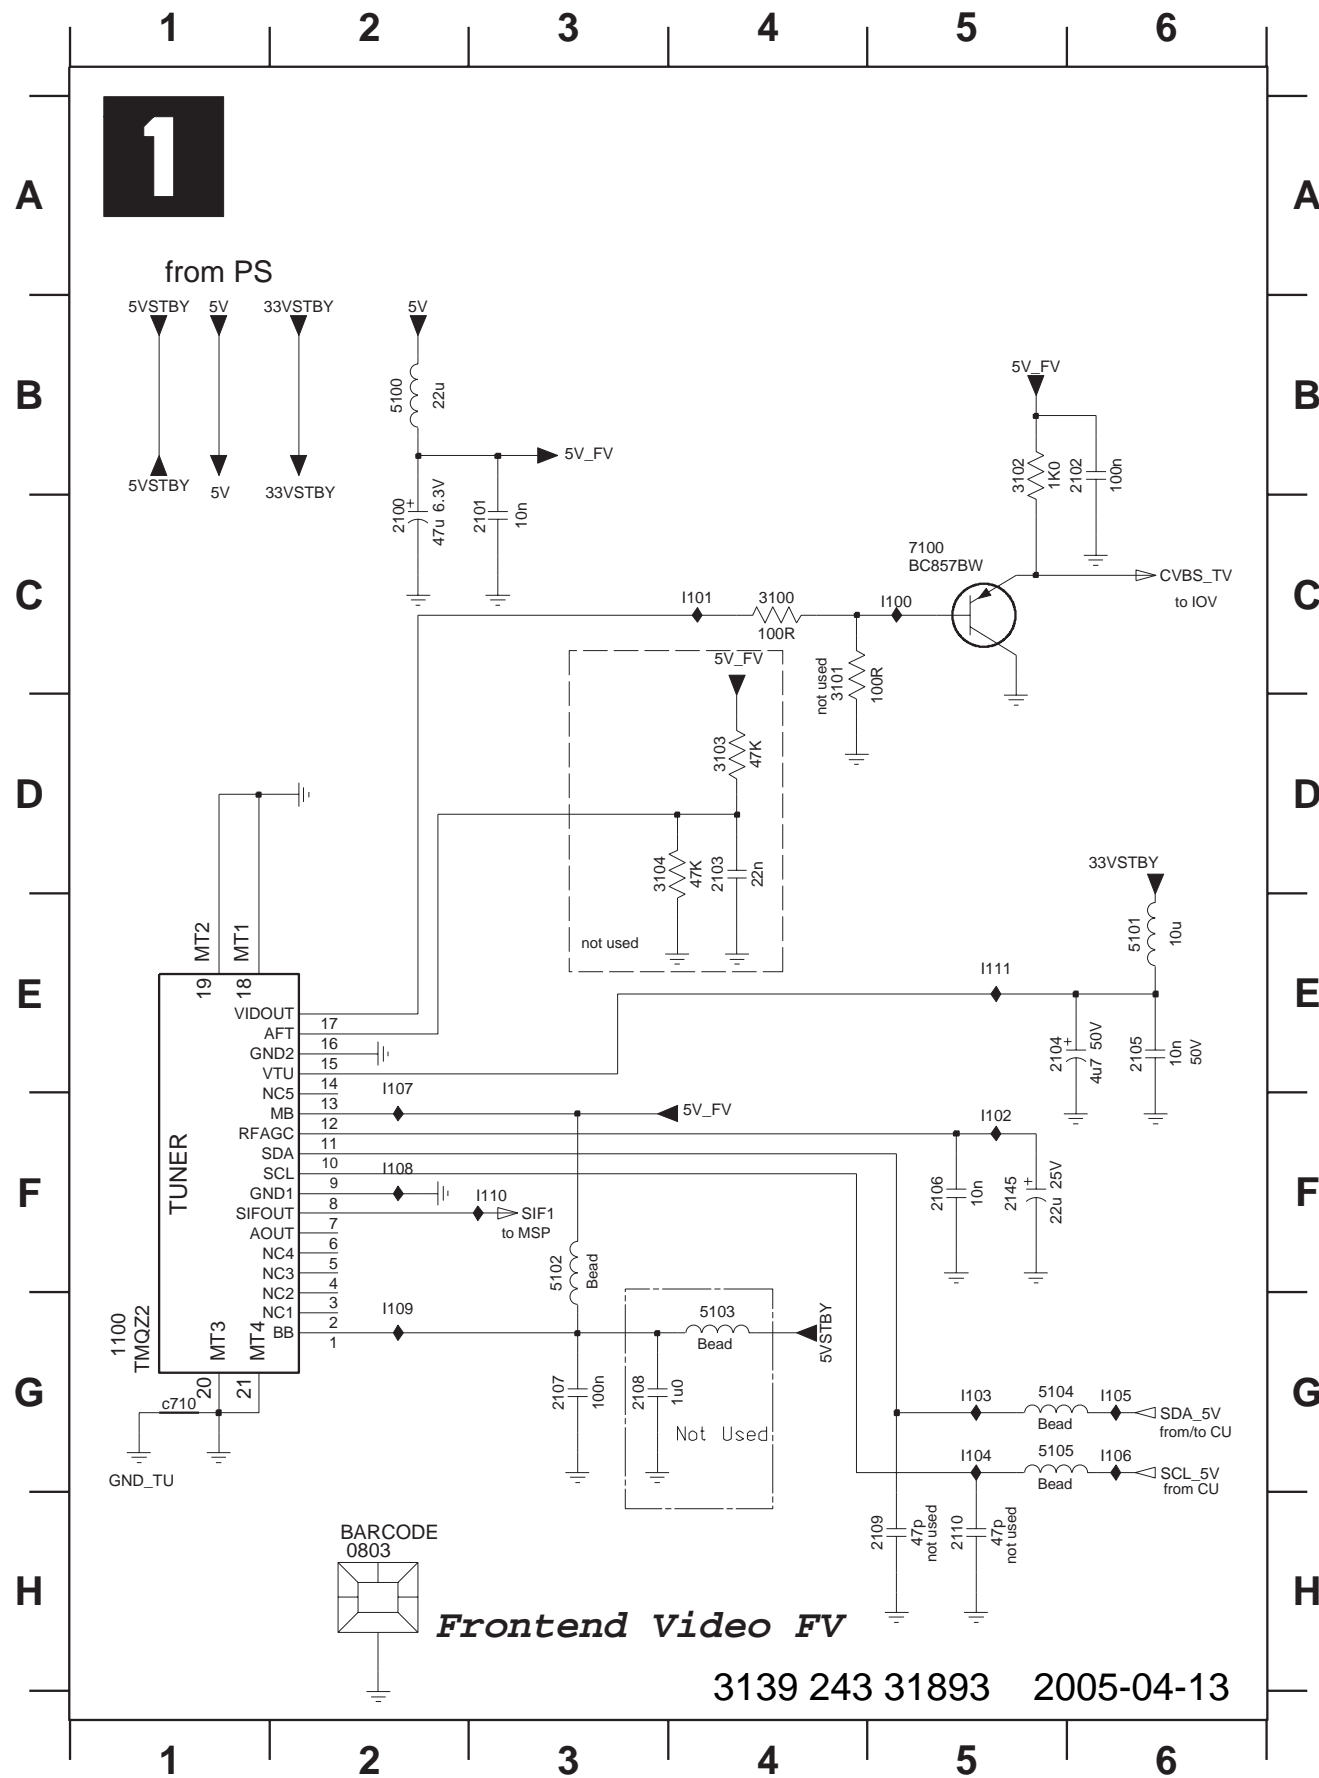 1 2 3 4 5 6
1
A A
from PS
5VSTBY 5V 33VSTBY 5V
5V_FV
B B
5100 22u
5V_FV
3102 1K0 2102 100n
5VSTBY 5V 33VSTBY
2100 + 47u 6.3V 2101 10n
7100
BC857BW
CVBS_TV
to IOV
C C
I101 3100 I100
100R
5V_FV
not used 3101 100R
3103 47K
D D
3104 47K 2103 22n
33VSTBY
not used
5101 10u
19 MT2 18 MT1
I111
E E
VIDOUT 17
AFT 16
GND2 15
VTU 14
2104 + 4u7 50V 2105 10n 50V
NC5 13 I107
MB 12 5V_FV I102
RFAGC 11
SDA 10
SCL 9 I108
GND1 8 I110
SIFOUT 7 SIF1
to MSP
AOUT 6
NC4 5
NC3 4
NC2 3
NC1 2 I109
BB 1
TUNER
F F
2106 10n 2145 + 22u 25V
5102 Bead
5103
Bead
5VSTBY
1100
TMQZ2
MT3 MT4
20 21
c710
GND_TU
G G
2107 100n 2108 1u0
Not Used
I103 5104 I105
Bead
SDA_5V
from/to CU
I104 5105 I106
Bead
SCL_5V
from CU
2109 47p not used 2110 47p not used
BARCODE
0803
H H
Frontend Video FV
3139 243 31893 2005-04-13
1 2 3 4 5 6